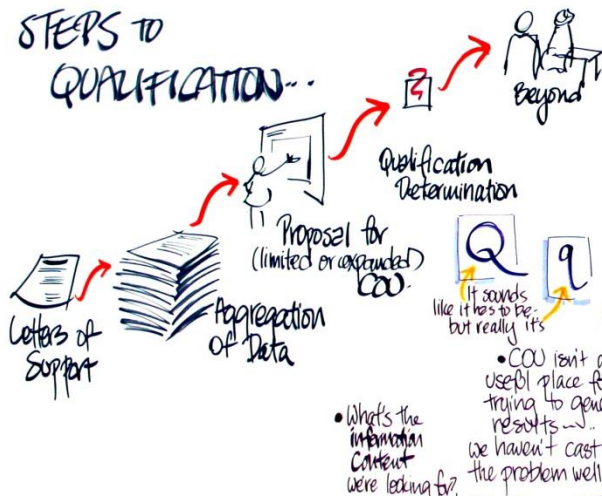 STEPS TO
QUALIFICATION...
Letters of
Support
Aggregation
of Data
Proposal for
(limited or expanded)
COU
?
Qualification
Determination
Beyond
Q
q
It sounds
like it has to be
but really it's
• What's the
information
Content
we're looking for?
• COU isn't a
useful place f
trying to gene
results ...
we haven't cast
the problem well